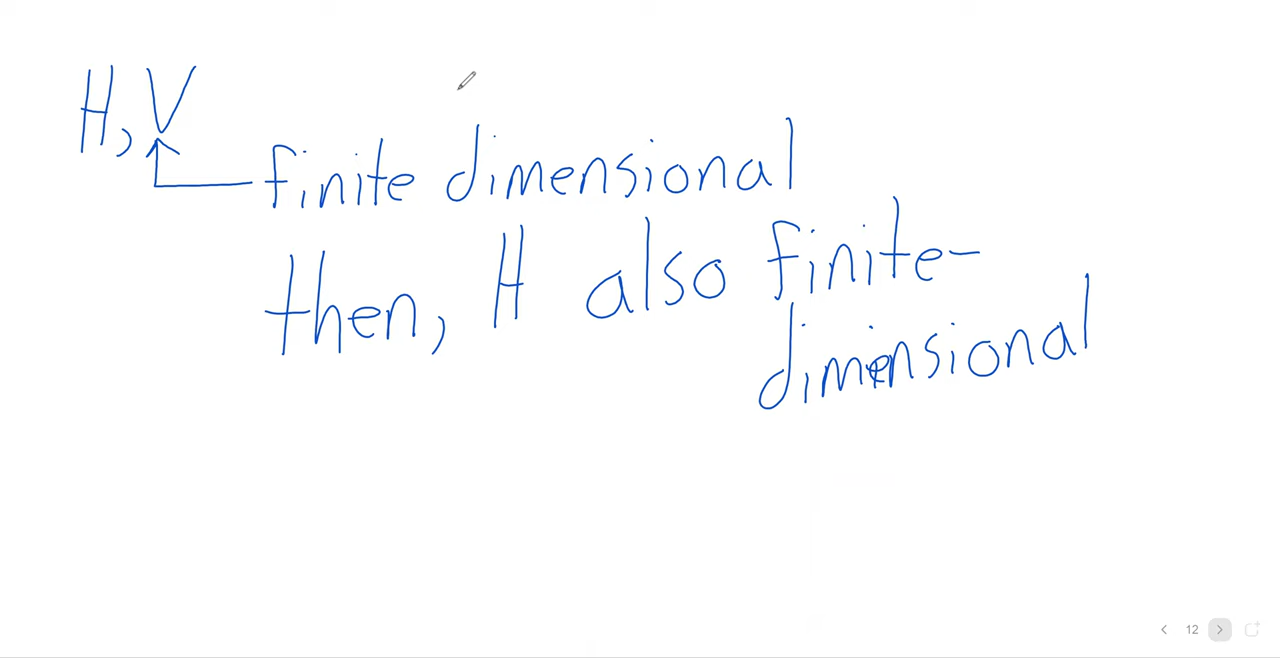 H, V
finite dimensional
then, H also finite-
dimensional
12